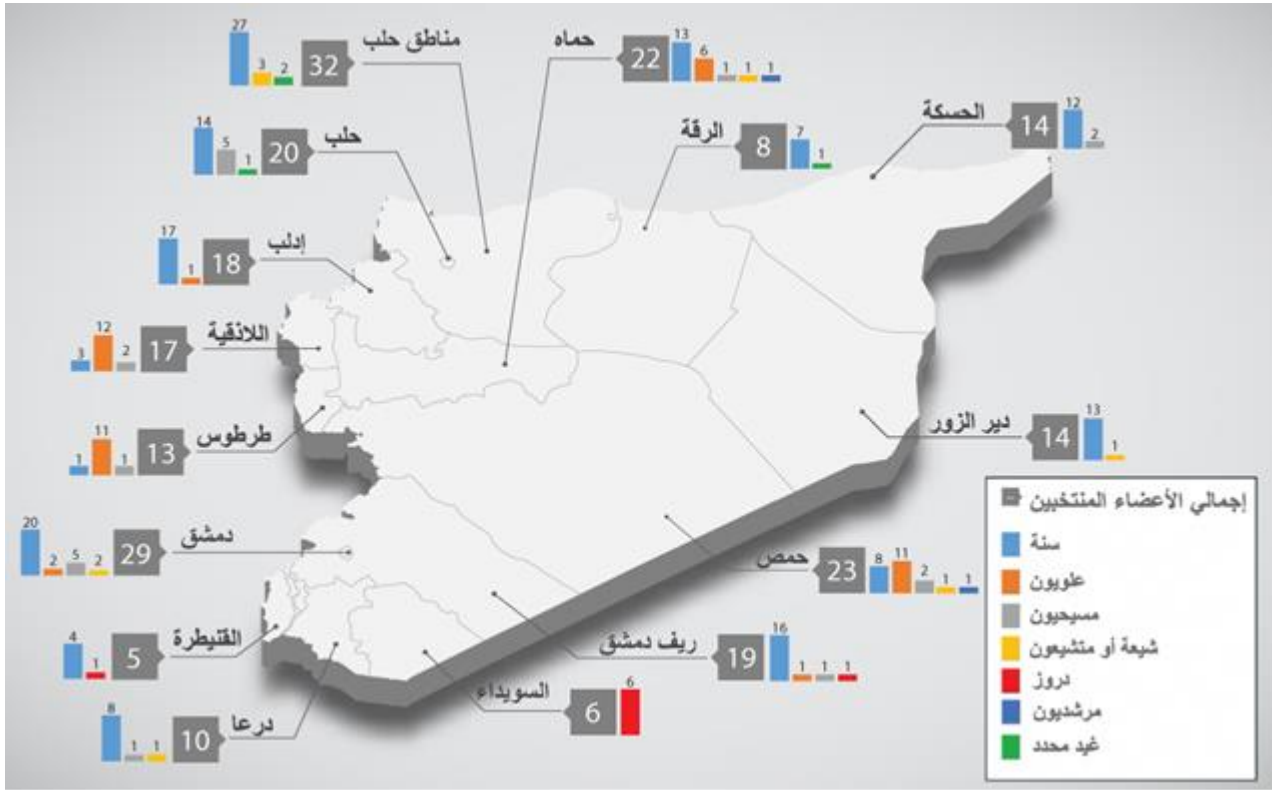 27
3
2
32
مناطق حلب
حماه
22
13
6
1
1
1
14
5
1
20
حلب
الرقة
8
7
1
الحسكة
14
12
2
17
1
18
إدلب
3
12
2
17
اللاذقية
1
11
1
13
طرطوس
دير الزور
14
13
1
20
2
5
2
29
دمشق
حمص
23
8
11
2
1
1
4
1
5
القنيطرة
ريف دمشق
19
16
1
1
1
8
1
1
10
درعا
السويداء
6
6
إجمالي الأعضاء المنتخبين
سنة
علويون
مسيحيون
شيعة أو متشيعون
دروز
مرشديون
غيد محدد